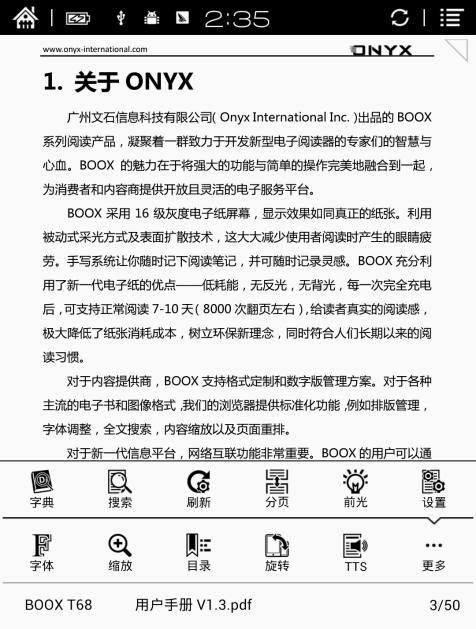 2:35
www.onyx-international.com
ONYX
1. 关于 ONYX
广州文石信息科技有限公司( Onyx International Inc. )出品的 BOOX
系列阅读产品，凝聚着一群致力于开发新型电子阅读器的专家们的智慧与
心血。BOOX 的魅力在于将强大的功能与简单的操作完美地融合到一起，
为消费者和内容商提供开放且灵活的电子服务平台。
BOOX 采用 16 级灰度电子纸屏幕，显示效果如同真正的纸张。利用
被动式采光方式及表面扩散技术，这大大减少使用者阅读时产生的眼睛疲
劳。手写系统让你随时记下阅读笔记，并可随时记录灵感。BOOX 充分利
用了新一代电子纸的优点——低耗能，无反光，无背光，每一次完全充电
后，可支持正常阅读 7-10 天( 8000 次翻页左右)，给读者真实的阅读感，
极大降低了纸张消耗成本，树立环保新理念，同时符合人们长期以来的阅
读习惯。
对于内容提供商，BOOX 支持格式定制和数字版管理方案。对于各种
主流的电子书和图像格式，我们的浏览器提供标准化功能，例如排版管理，
字体调整，全文搜索，内容缩放以及页面重排。
对于新一代信息平台，网络互联功能非常重要。BOOX 的用户可以通
字典 搜索 刷新 分页 前光 设置
字体 缩放 目录 旋转 TTS 更多
BOOX T68 用户手册 V1.3.pdf 3/50